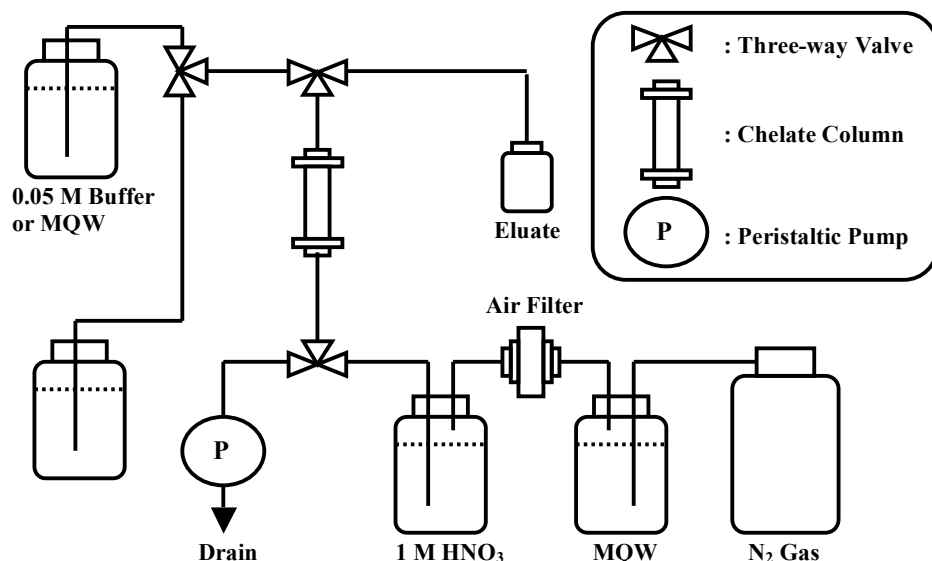 : Three-way Valve
: Chelate Column
P
: Peristaltic Pump
0.05 M Buffer
or MQW
Eluate
Air Filter
P
Drain
1 M HNO₃
MQW
N₂ Gas